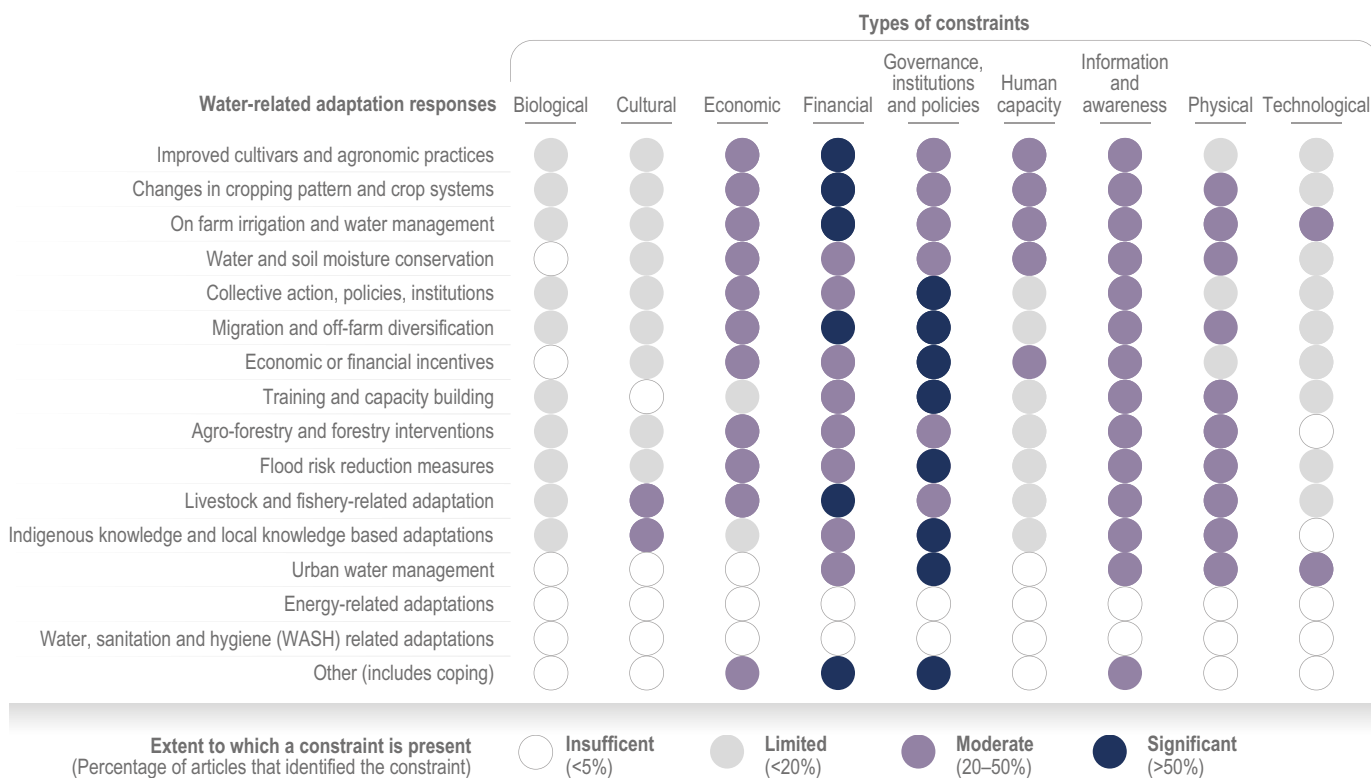 Types of constraints
Water-related adaptation responses
Biological
Cultural
Economic
Financial
Governance,
institutions
and policies
Human
capacity
Information
and
awareness
Physical
Technological
Improved cultivars and agronomic practices
Changes in cropping pattern and crop systems
On farm irrigation and water management
Water and soil moisture conservation
Collective action, policies, institutions
Migration and off-farm diversification
Economic or financial incentives
Training and capacity building
Agro-forestry and forestry interventions
Flood risk reduction measures
Livestock and fishery-related adaptation
Indigenous knowledge and local knowledge based adaptations
Urban water management
Energy-related adaptations
Water, sanitation and hygiene (WASH) related adaptations
Other (includes coping)
Extent to which a constraint is present
(Percentage of articles that identified the constraint)
Insufficent
(<5%)
Limited
(<20%)
Moderate
(20–50%)
Significant
(>50%)